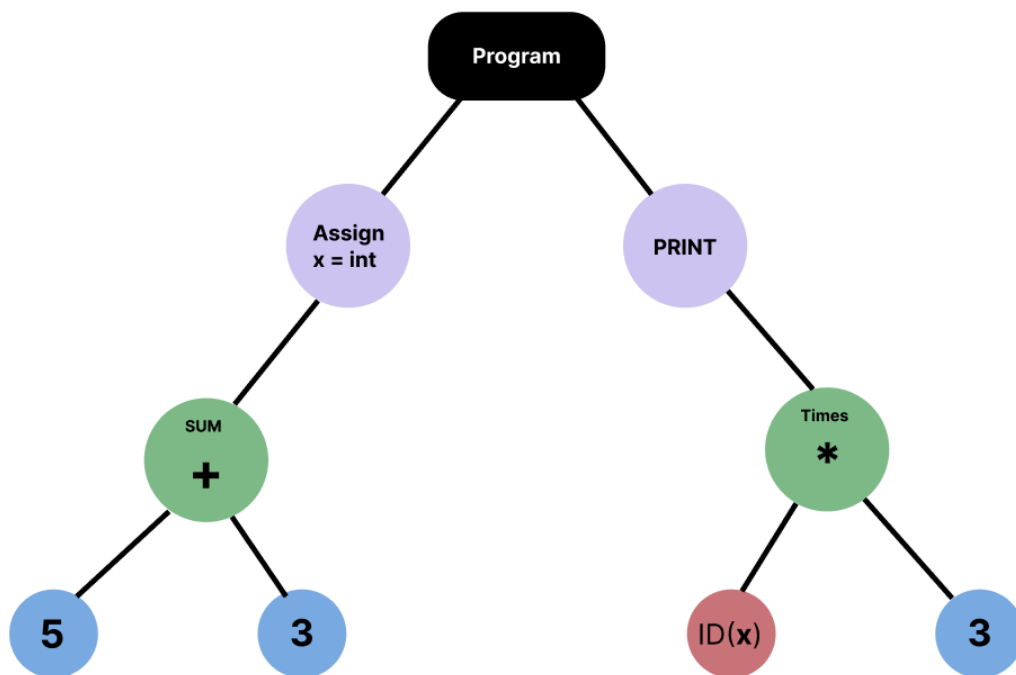 Program
Assign
x = int
PRINT
SUM
+
Times
*
5
3
ID(x)
3